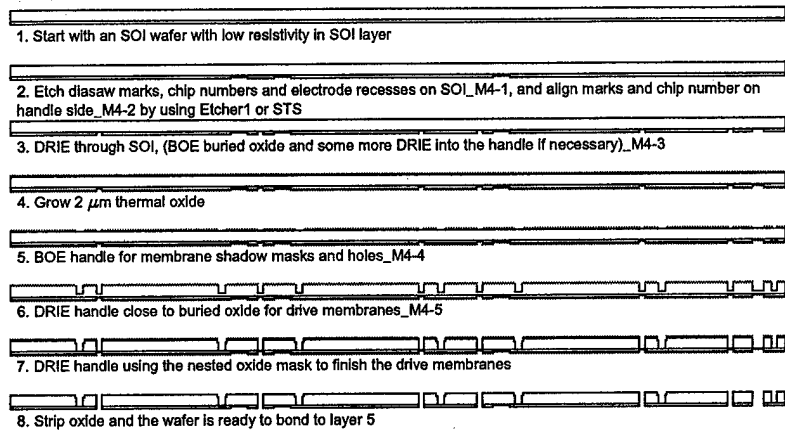 1. Start with an SOI wafer with low resistivity in SOI layer
2. Etch diasaw marks, chip numbers and electrode recesses on SOI_M4-1, and align marks and chip number on
handle side_M4-2 by using Etcher1 or STS
3. DRIE through SOI, (BOE buried oxide and some more DRIE into the handle if necessary)_M4-3
4. Grow 2 μm thermal oxide
5. BOE handle for membrane shadow masks and holes_M4-4
6. DRIE handle close to buried oxide for drive membranes_M4-5
7. DRIE handle using the nested oxide mask to finish the drive membranes
8. Strip oxide and the wafer is ready to bond to layer 5